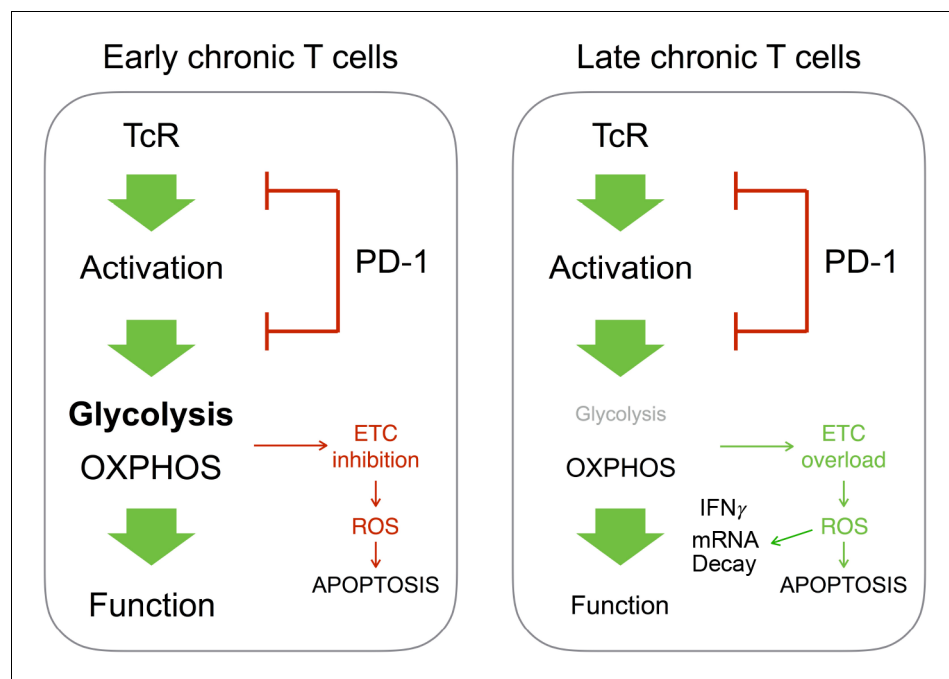 Early chronic T cells
TcR
Activation
PD-1
Glycolysis
OXPHOS
ETC
inhibition
ROS
APOPTOSIS
Function
Late chronic T cells
TcR
Activation
PD-1
Glycolysis
OXPHOS
ETC
overload
IFNγ
mRNA
Decay
ROS
APOPTOSIS
Function